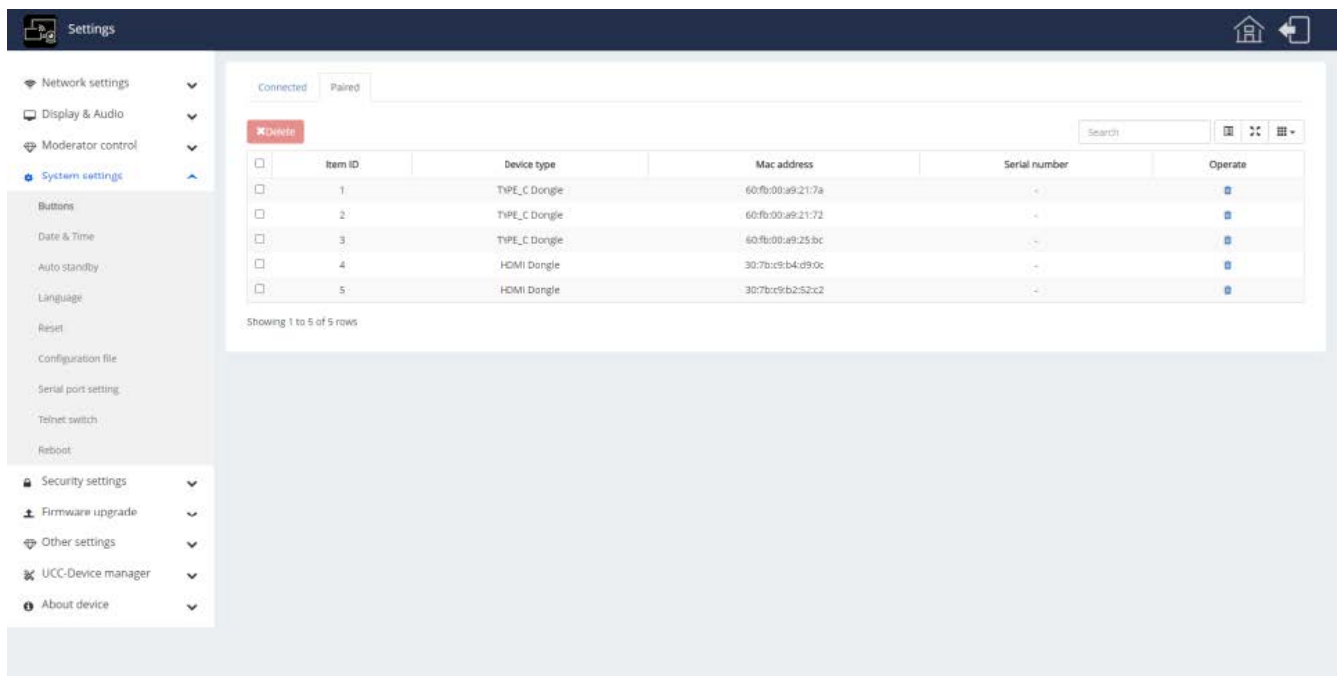 Settings
Network settings
Display & Audio
Moderator control
System settings
Buttons
Date & Time
Auto standby
Language
Reset
Configuration file
Serial port setting
Telnet switch
Reboot
Security settings
Firmware upgrade
Other settings
UCC-Device manager
About device
Connected Paired
Delete Search
Item ID Device type Mac address Serial number Operate
1 TYPE_C Dongle 60:fb:00:a9:21:7a -
2 TYPE_C Dongle 60:fb:00:a9:21:72 -
3 TYPE_C Dongle 60:fb:00:a9:25:bc -
4 HDMI Dongle 30:7b:c9:b4:d9:0c -
5 HDMI Dongle 30:7b:c9:b2:52:c2 -
Showing 1 to 5 of 5 rows